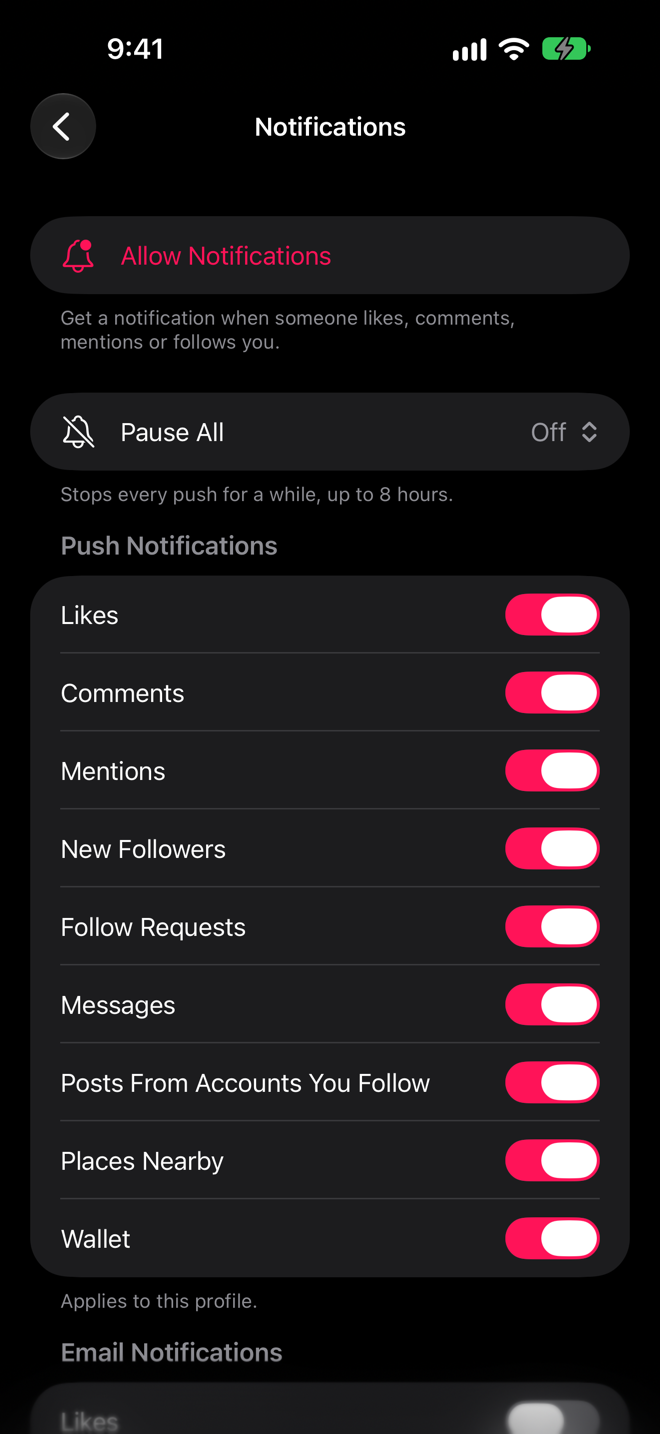 9:41
Notifications
Allow Notifications
Get a notification when someone likes, comments,
mentions or follows you.
Pause All
Off
Stops every push for a while, up to 8 hours.
Push Notifications
Likes
Comments
Mentions
New Followers
Follow Requests
Messages
Posts From Accounts You Follow
Places Nearby
Wallet
Applies to this profile.
Email Notifications
Likes